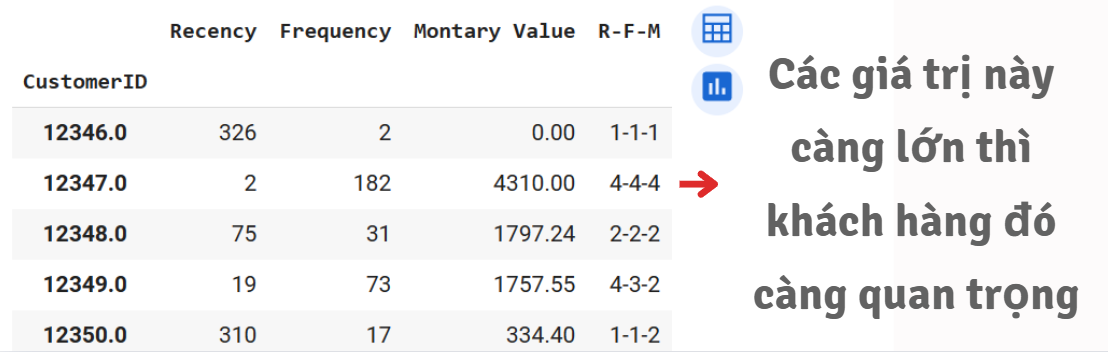 Recency Frequency Montary Value R-F-M
CustomerID
12346.0 326 2 0.00 1-1-1
12347.0 2 182 4310.00 4-4-4
12348.0 75 31 1797.24 2-2-2
12349.0 19 73 1757.55 4-3-2
12350.0 310 17 334.40 1-1-2
Các giá trị này
càng lớn thì
khách hàng đó
càng quan trọng